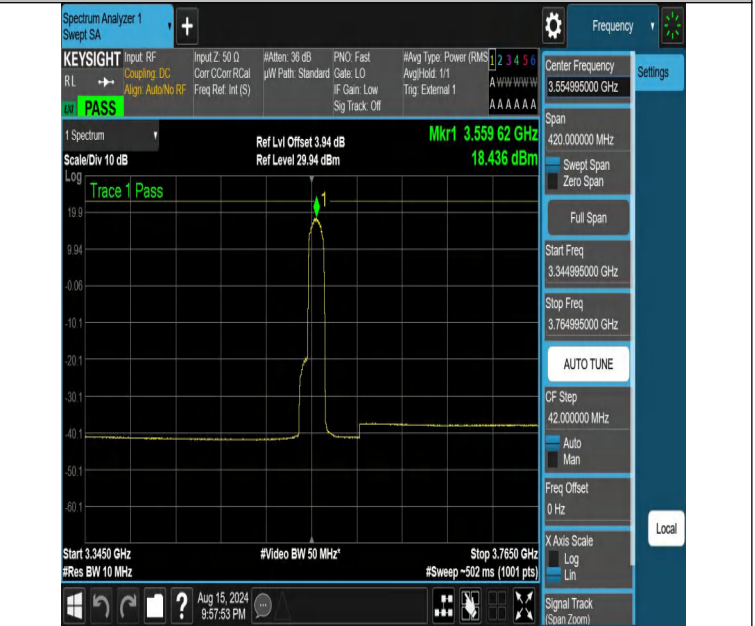 Spectrum Analyzer 1
Swept SA
+
Frequency
KEYSIGHT
RL
PASS
Input: RF
Coupling: DC
Align: Auto/No RF
Input Z: 50 Ω
Corr CCorr RCal
Freq Ref: Int (S)
#Atten: 36 dB
µW Path: Standard
PNO: Fast
Gate: LO
IF Gain: Low
Sig Track: Off
#Avg Type: Power (RMS
Avg|Hold: 1/1
Trig: External 1
1 2 3 4 5 6
A W W W W W
A A A A A A
1 Spectrum
Scale/Div 10 dB
Log
Ref Lvl Offset 3.94 dB
Ref Level 29.94 dBm
Mkr1 3.559 62 GHz
18.436 dBm
Trace 1 Pass
1
19.9
9.94
-0.06
-10.1
-20.1
-30.1
-40.1
-50.1
-60.1
Start 3.3450 GHz
#Res BW 10 MHz
#Video BW 50 MHz*
Stop 3.7650 GHz
#Sweep ~502 ms (1001 pts)
Aug 15, 2024
9:57:53 PM
Center Frequency
3.554995000 GHz
Settings
Span
420.000000 MHz
Swept Span
Zero Span
Full Span
Start Freq
3.344995000 GHz
Stop Freq
3.764995000 GHz
AUTO TUNE
CF Step
42.000000 MHz
Auto
Man
Freq Offset
0 Hz
X Axis Scale
Log
Lin
Local
Signal Track
(Span Zoom)